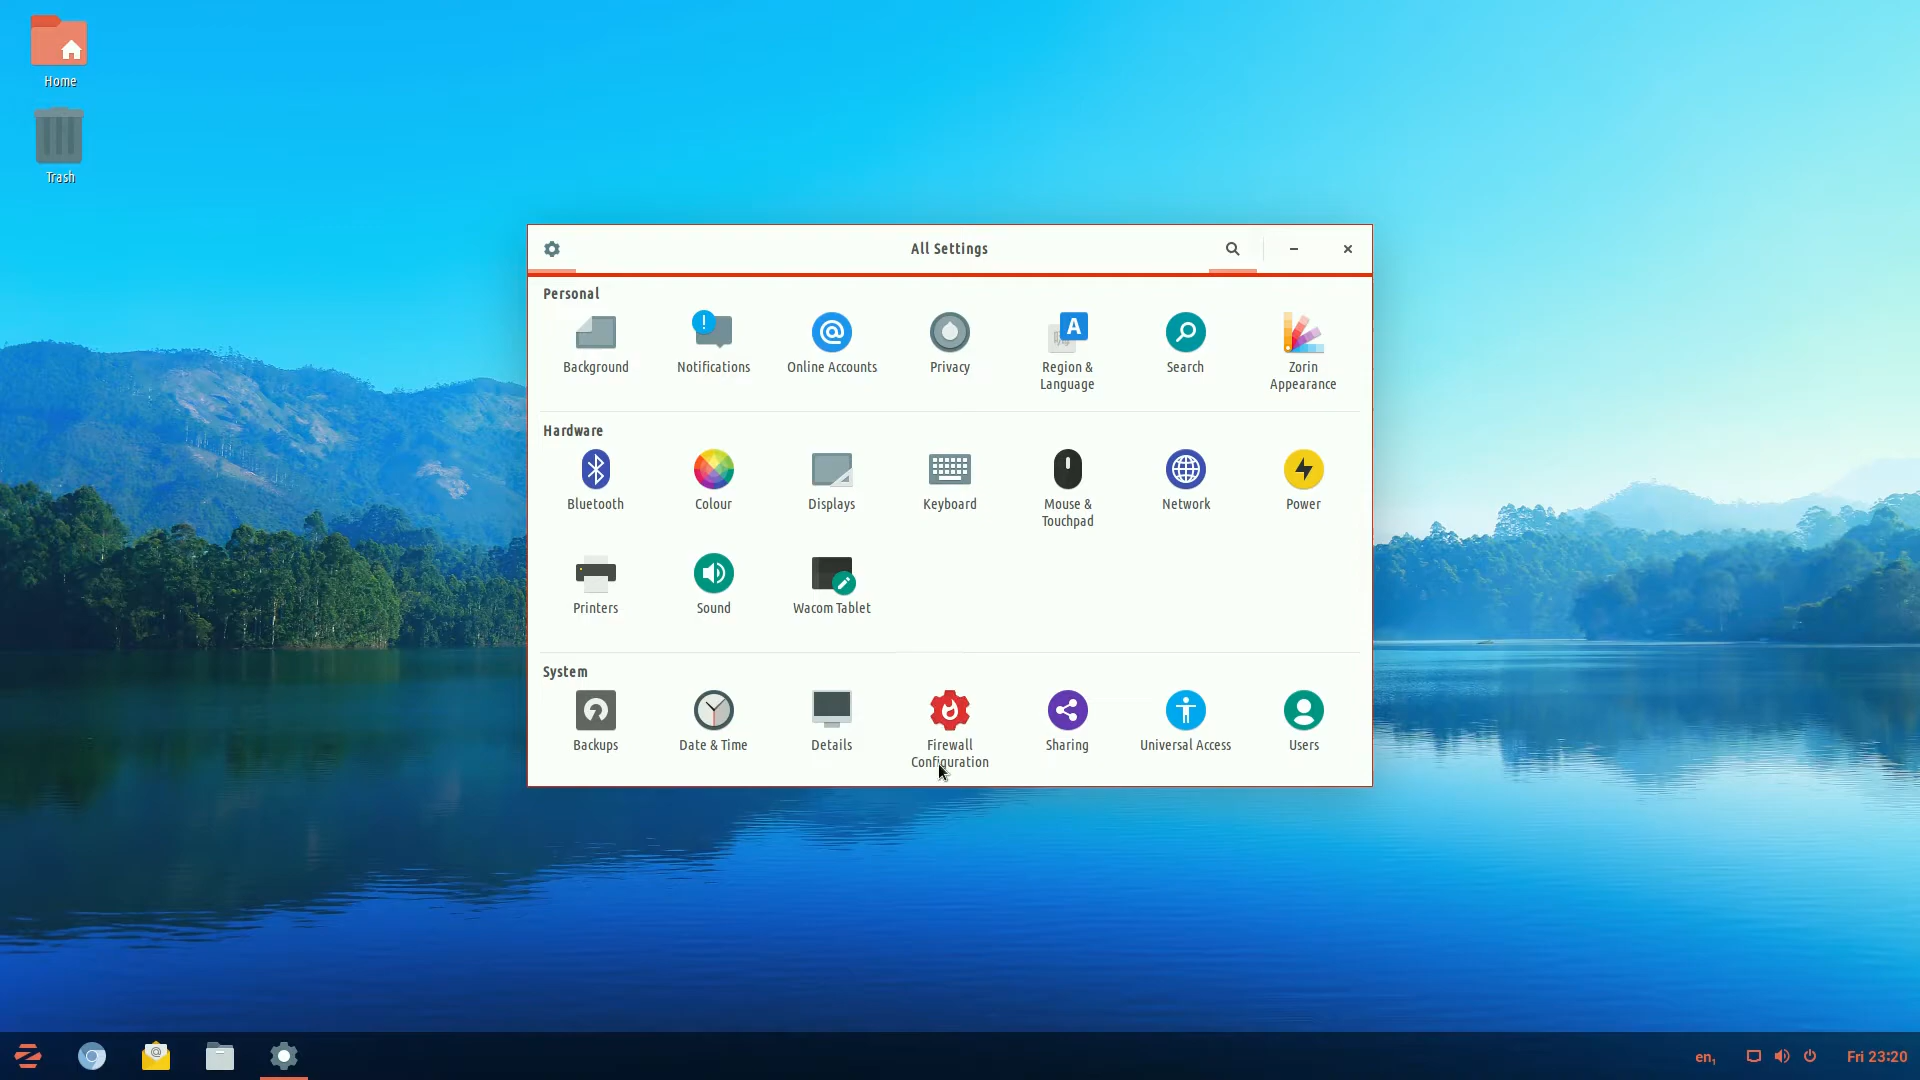 Home
Trash
All Settings
Personal
Background
Notifications
Online Accounts
Privacy
Region &
Language
Search
Zorin
Appearance
Hardware
Bluetooth
Colour
Displays
Keyboard
Mouse &
Touchpad
Network
Power
Printers
Sound
Wacom Tablet
System
Backups
Date & Time
Details
Firewall
Configuration
Sharing
Universal Access
Users
en,
Fri 23:20